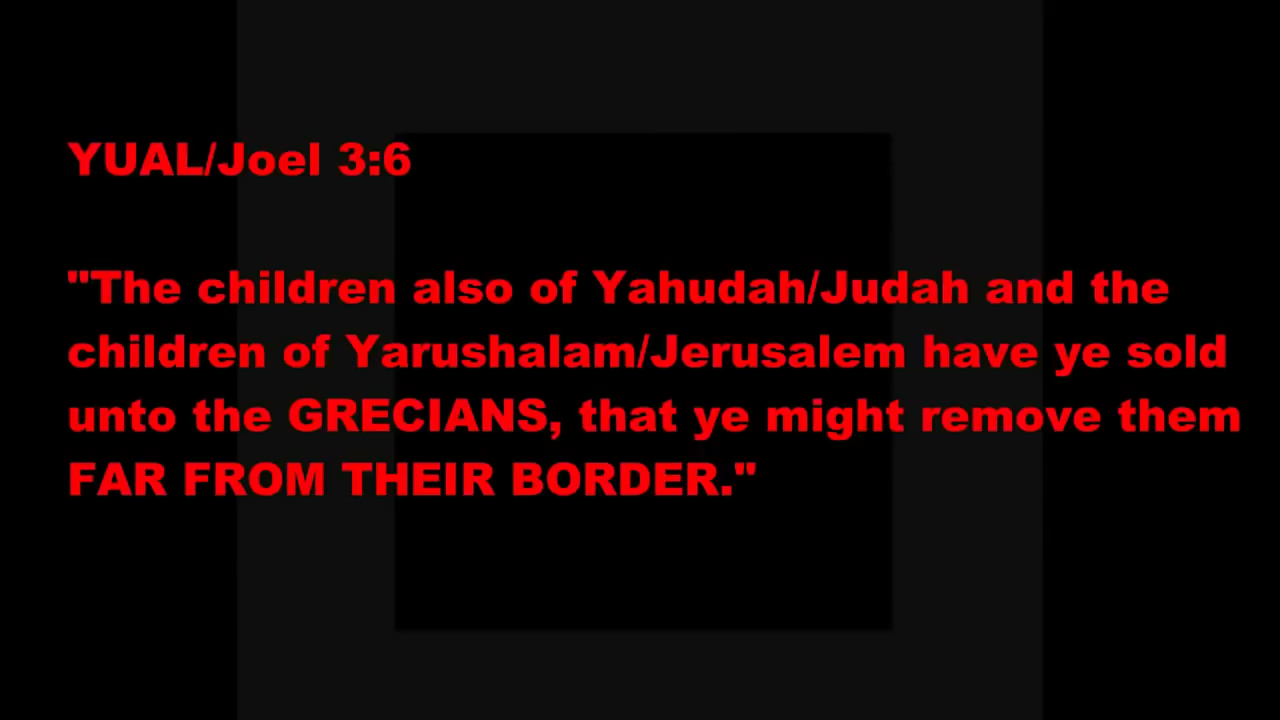 YUAL/Joel 3:6
"The children also of Yahudah/Judah and the
children of Yarushalam/Jerusalem have ye sold
unto the GRECIANS, that ye might remove them
FAR FROM THEIR BORDER."